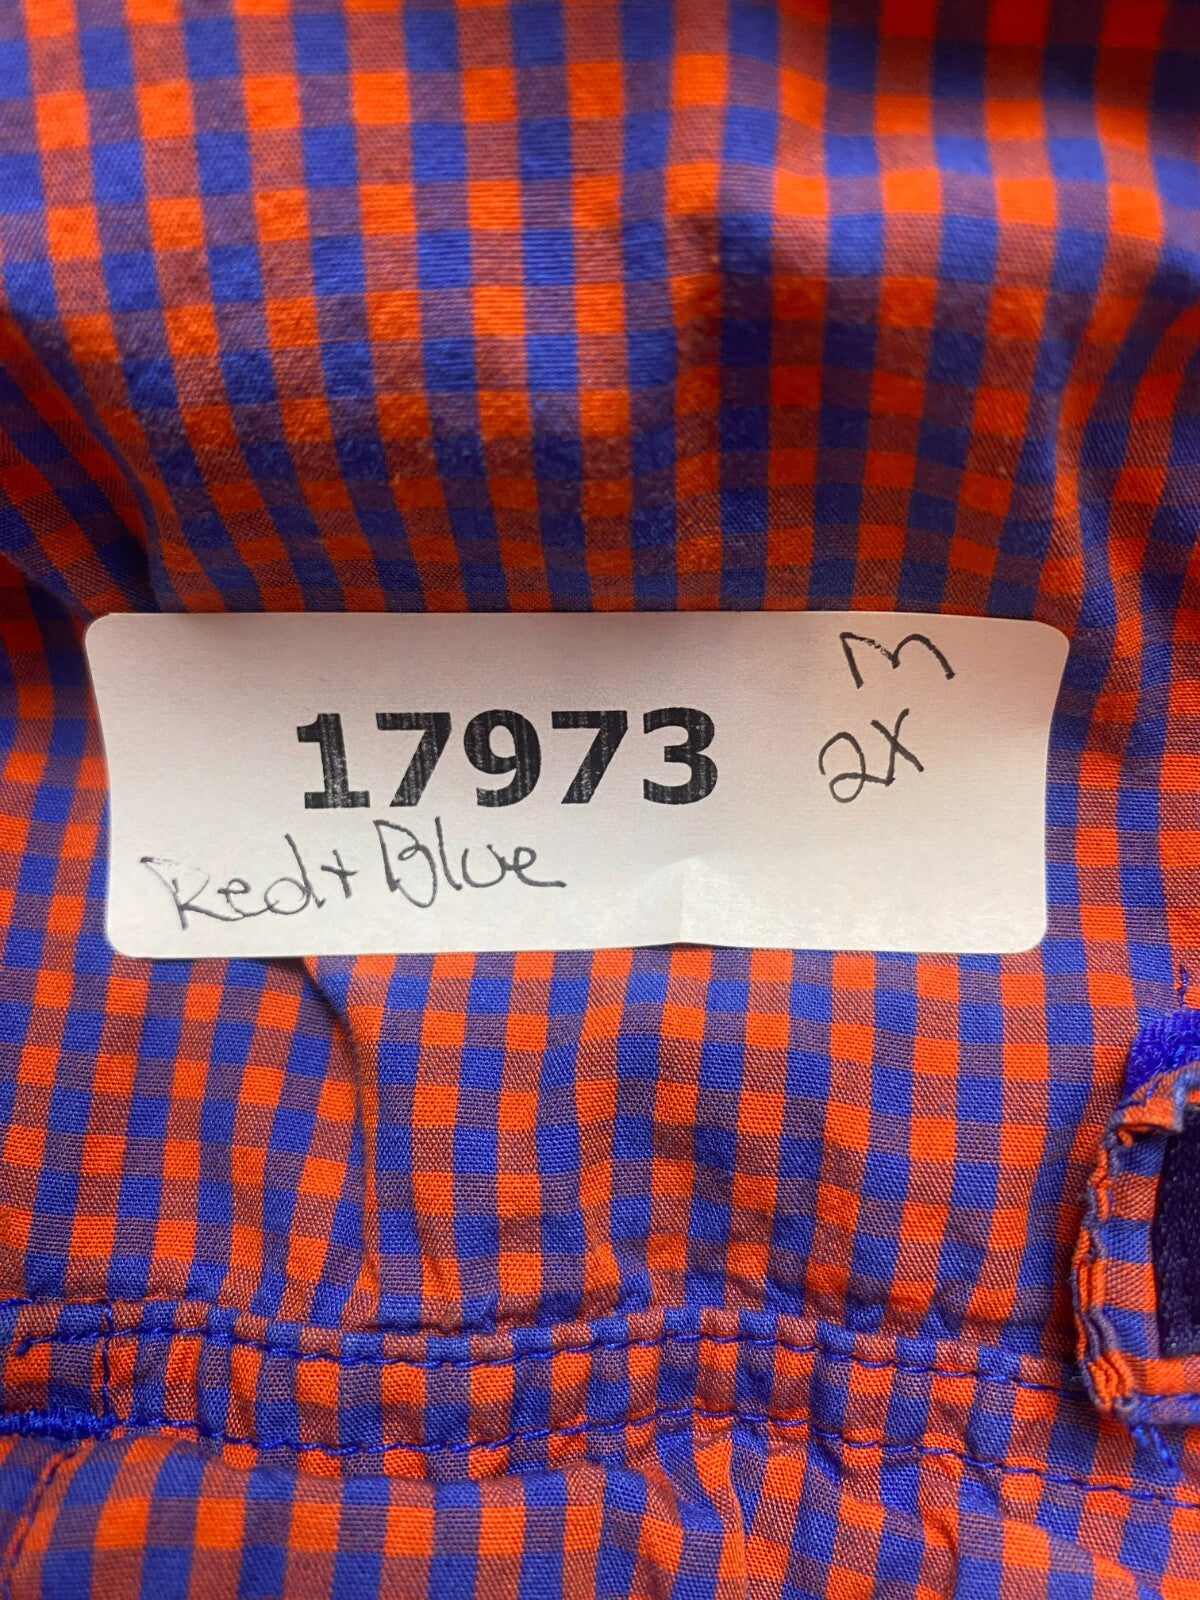 M
17973
2X
Red + Blue